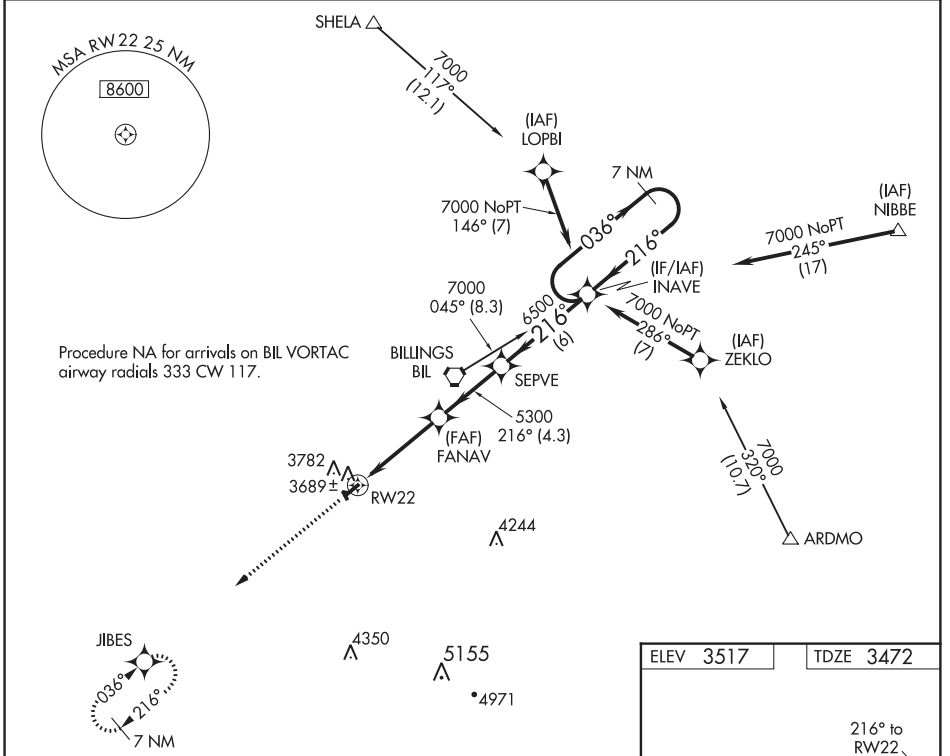 SHELA
MSA RW22 25 NM
8600
7000
117°
(12.1)
(IAF)
LOPBI
7 NM
7000 NoPT
146° (7)
036°
216°
(IAF)
NIBBE
7000 NoPT
245°
(17)
(IF/IAF)
INAVE
7000
045° (8.3)
6500
216°
(6)
7000 NoPT
286°
(7)
(IAF)
ZEKLO
Procedure NA for arrivals on BIL VORTAC
airway radials 333 CW 117.
BILLINGS
BIL
SEPVE
5300
216° (4.3)
(FAF)
FANAV
7000
320°
(10.7)
3782
3689±
RW22
4244
ARDMO
JIBES
036°
216°
7 NM
4350
5155
4971
ELEV 3517
TDZE 3472
216° to
RW22